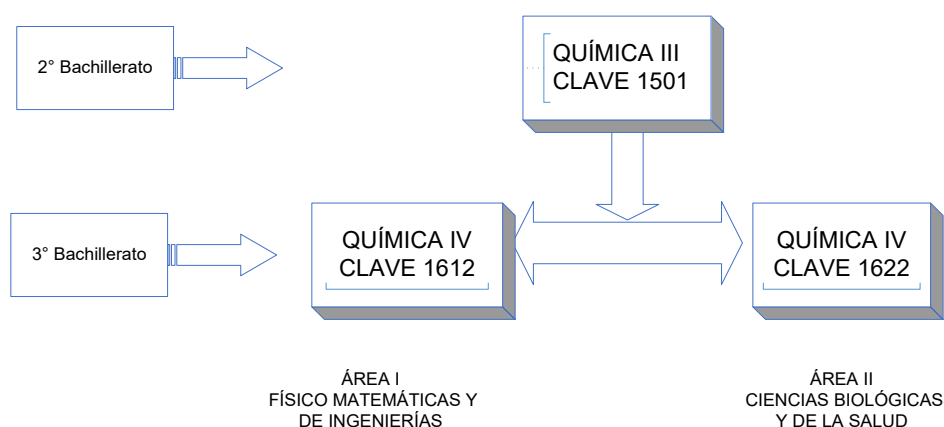 2° Bachillerato
QUÍMICA III
CLAVE 1501
3° Bachillerato
QUÍMICA IV
CLAVE 1612
QUÍMICA IV
CLAVE 1622
ÁREA I
FÍSICO MATEMÁTICAS Y
DE INGENIERÍAS
ÁREA II
CIENCIAS BIOLÓGICAS
Y DE LA SALUD